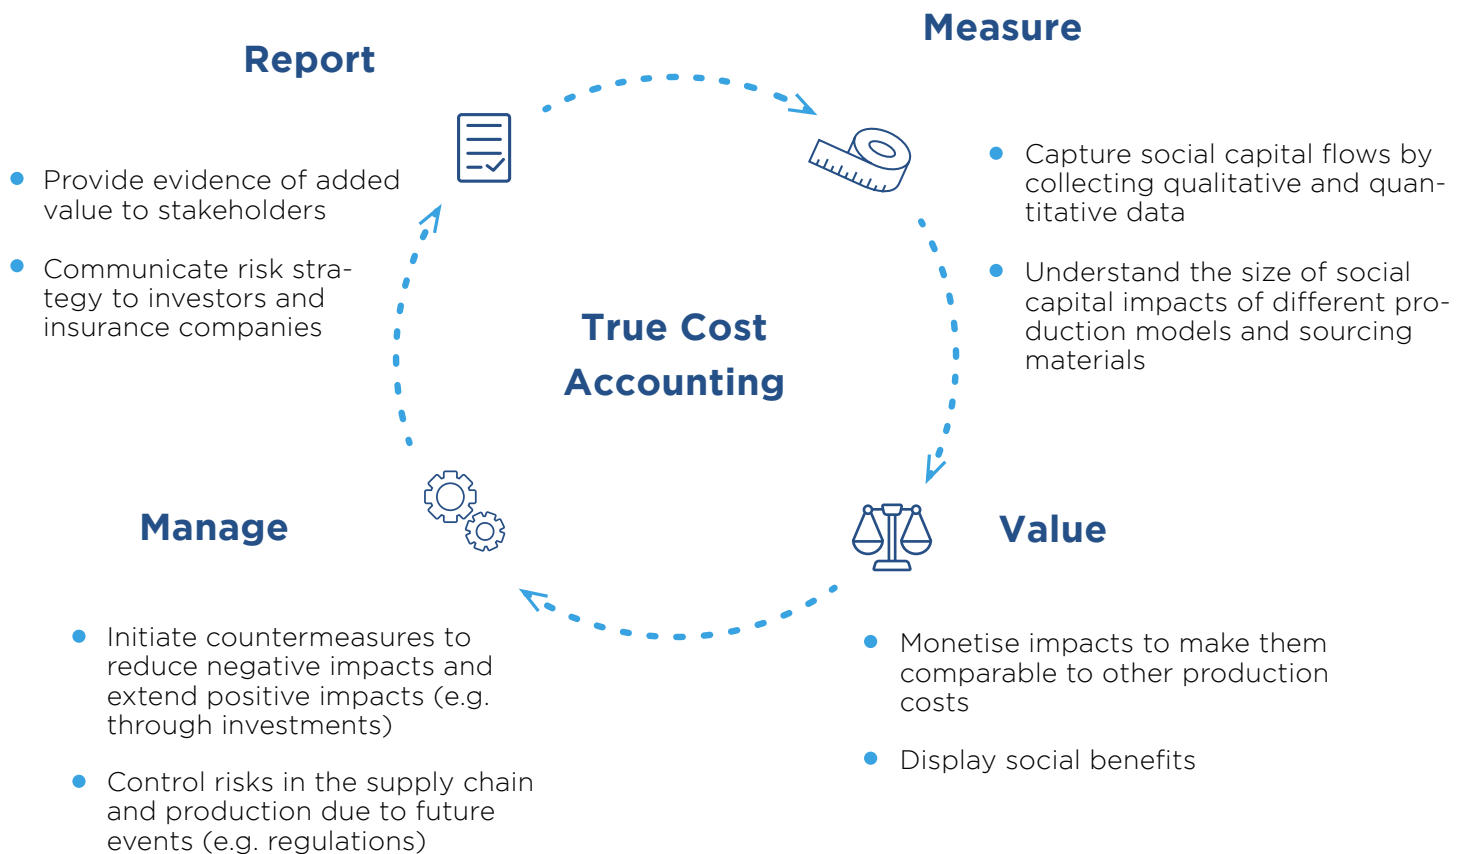 Measure
Report
Capture social capital flows by
collecting qualitative and quan-
titative data
Understand the size of social
capital impacts of different pro-
duction models and sourcing
materials
Provide evidence of added
value to stakeholders
Communicate risk stra-
tegy to investors and
insurance companies
True Cost
Accounting
Manage
Value
Initiate countermeasures to
reduce negative impacts and
extend positive impacts (e.g.
through investments)
Control risks in the supply chain
and production due to future
events (e.g. regulations)
Monetise impacts to make them
comparable to other production
costs
Display social benefits